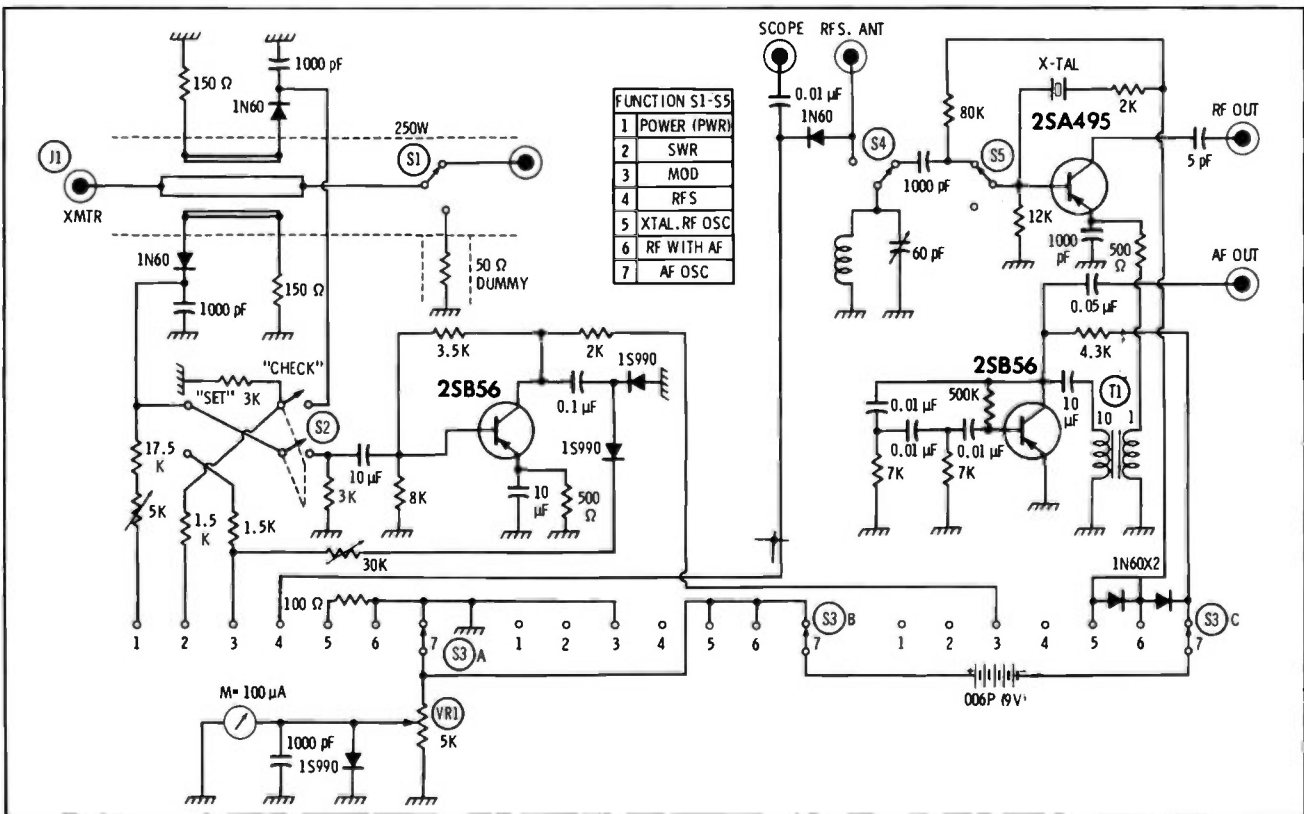 SCOPE
RFS. ANT
1000 pF
150 Ω
1N60
250W
J1
XMTR
S1
1N60
1000 pF
150 Ω
50 Ω
DUMMY
FUNCTION S1-S5
1 POWER (PWR)
2 SWR
3 MOD
4 RFS
5 XTAL. RF OSC
6 RF WITH AF
7 AF OSC
0.01 µF
1N60
S4
1000 pF
60 pF
80K
S5
X-TAL
2K
2SA495
RF OUT
5 pF
12K
1000
pF
500
Ω
AF OUT
0.05 µF
4.3K
2SB56
500K
0.01 µF
0.01 µF
0.01 µF
7K
7K
10
µF
T1
10
1
1N60X2
"CHECK"
"SET"
3K
S2
17.5
K
5K
1.5
K
1.5K
3K
10 µF
3.5K
8K
2K
2SB56
10
µF
500
Ω
0.1 µF
1S990
1S990
30K
100 Ω
1
2
3
4
5
6
7
S3 A
1
2
3
4
5
6
7
S3 B
1
2
3
4
5
6
7
S3 C
006P (9V)
M= 100 µA
1000 pF
1S990
VR1
5K